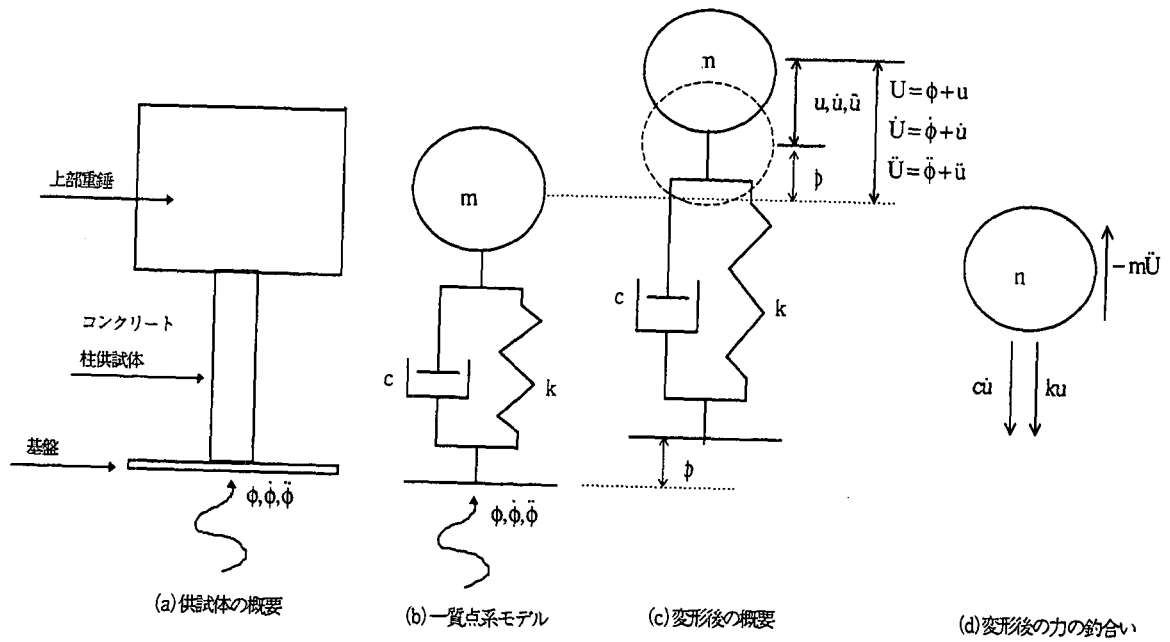 上部重錘
コンクリート
柱供試体
基盤
ϕ, ϕ̇, ϕ̈
(a)供試体の概要
m
c
k
ϕ, ϕ̇, ϕ̈
(b)一質点系モデル
n
u, u̇, ü
þ
U=ϕ+u
U̇=ϕ̇+u̇
Ü=ϕ̈+ü
c
k
þ
(c)変形後の概要
n
-mÜ
cu̇
ku
(d)変形後の力の釣合い